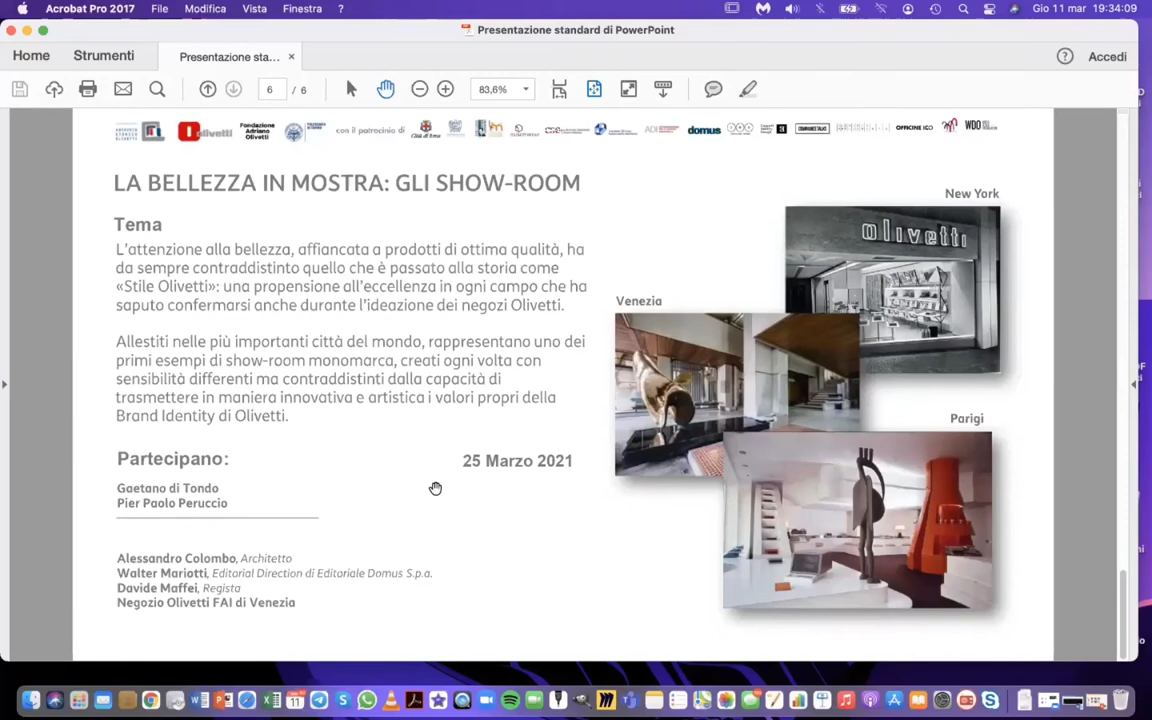 Acrobat Pro 2017 File Modifica Vista Finestra ? Gio 11 mar 19:34:09
Presentazione standard di PowerPoint
Home Strumenti Presentazione sta... × Accedi
6 / 6 83,6%
olivetti Fondazione Adriano Olivetti con il patrocinio di domus OFFICINE ICO WDO
LA BELLEZZA IN MOSTRA: GLI SHOW-ROOM
Tema
L'attenzione alla bellezza, affiancata a prodotti di ottima qualità, ha
da sempre contraddistinto quello che è passato alla storia come
«Stile Olivetti»: una propensione all'eccellenza in ogni campo che ha
saputo confermarsi anche durante l'ideazione dei negozi Olivetti.
Allestiti nelle più importanti città del mondo, rappresentano uno dei
primi esempi di show-room monomarca, creati ogni volta con
sensibilità differenti ma contraddistinti dalla capacità di
trasmettere in maniera innovativa e artistica i valori propri della
Brand Identity di Olivetti.
Partecipano: 25 Marzo 2021
Gaetano di Tondo
Pier Paolo Peruccio
Alessandro Colombo, Architetto
Walter Mariotti, Editorial Direction di Editoriale Domus S.p.a.
Davide Maffei, Regista
Negozio Olivetti FAI di Venezia
New York
olivetti
Venezia
Parigi